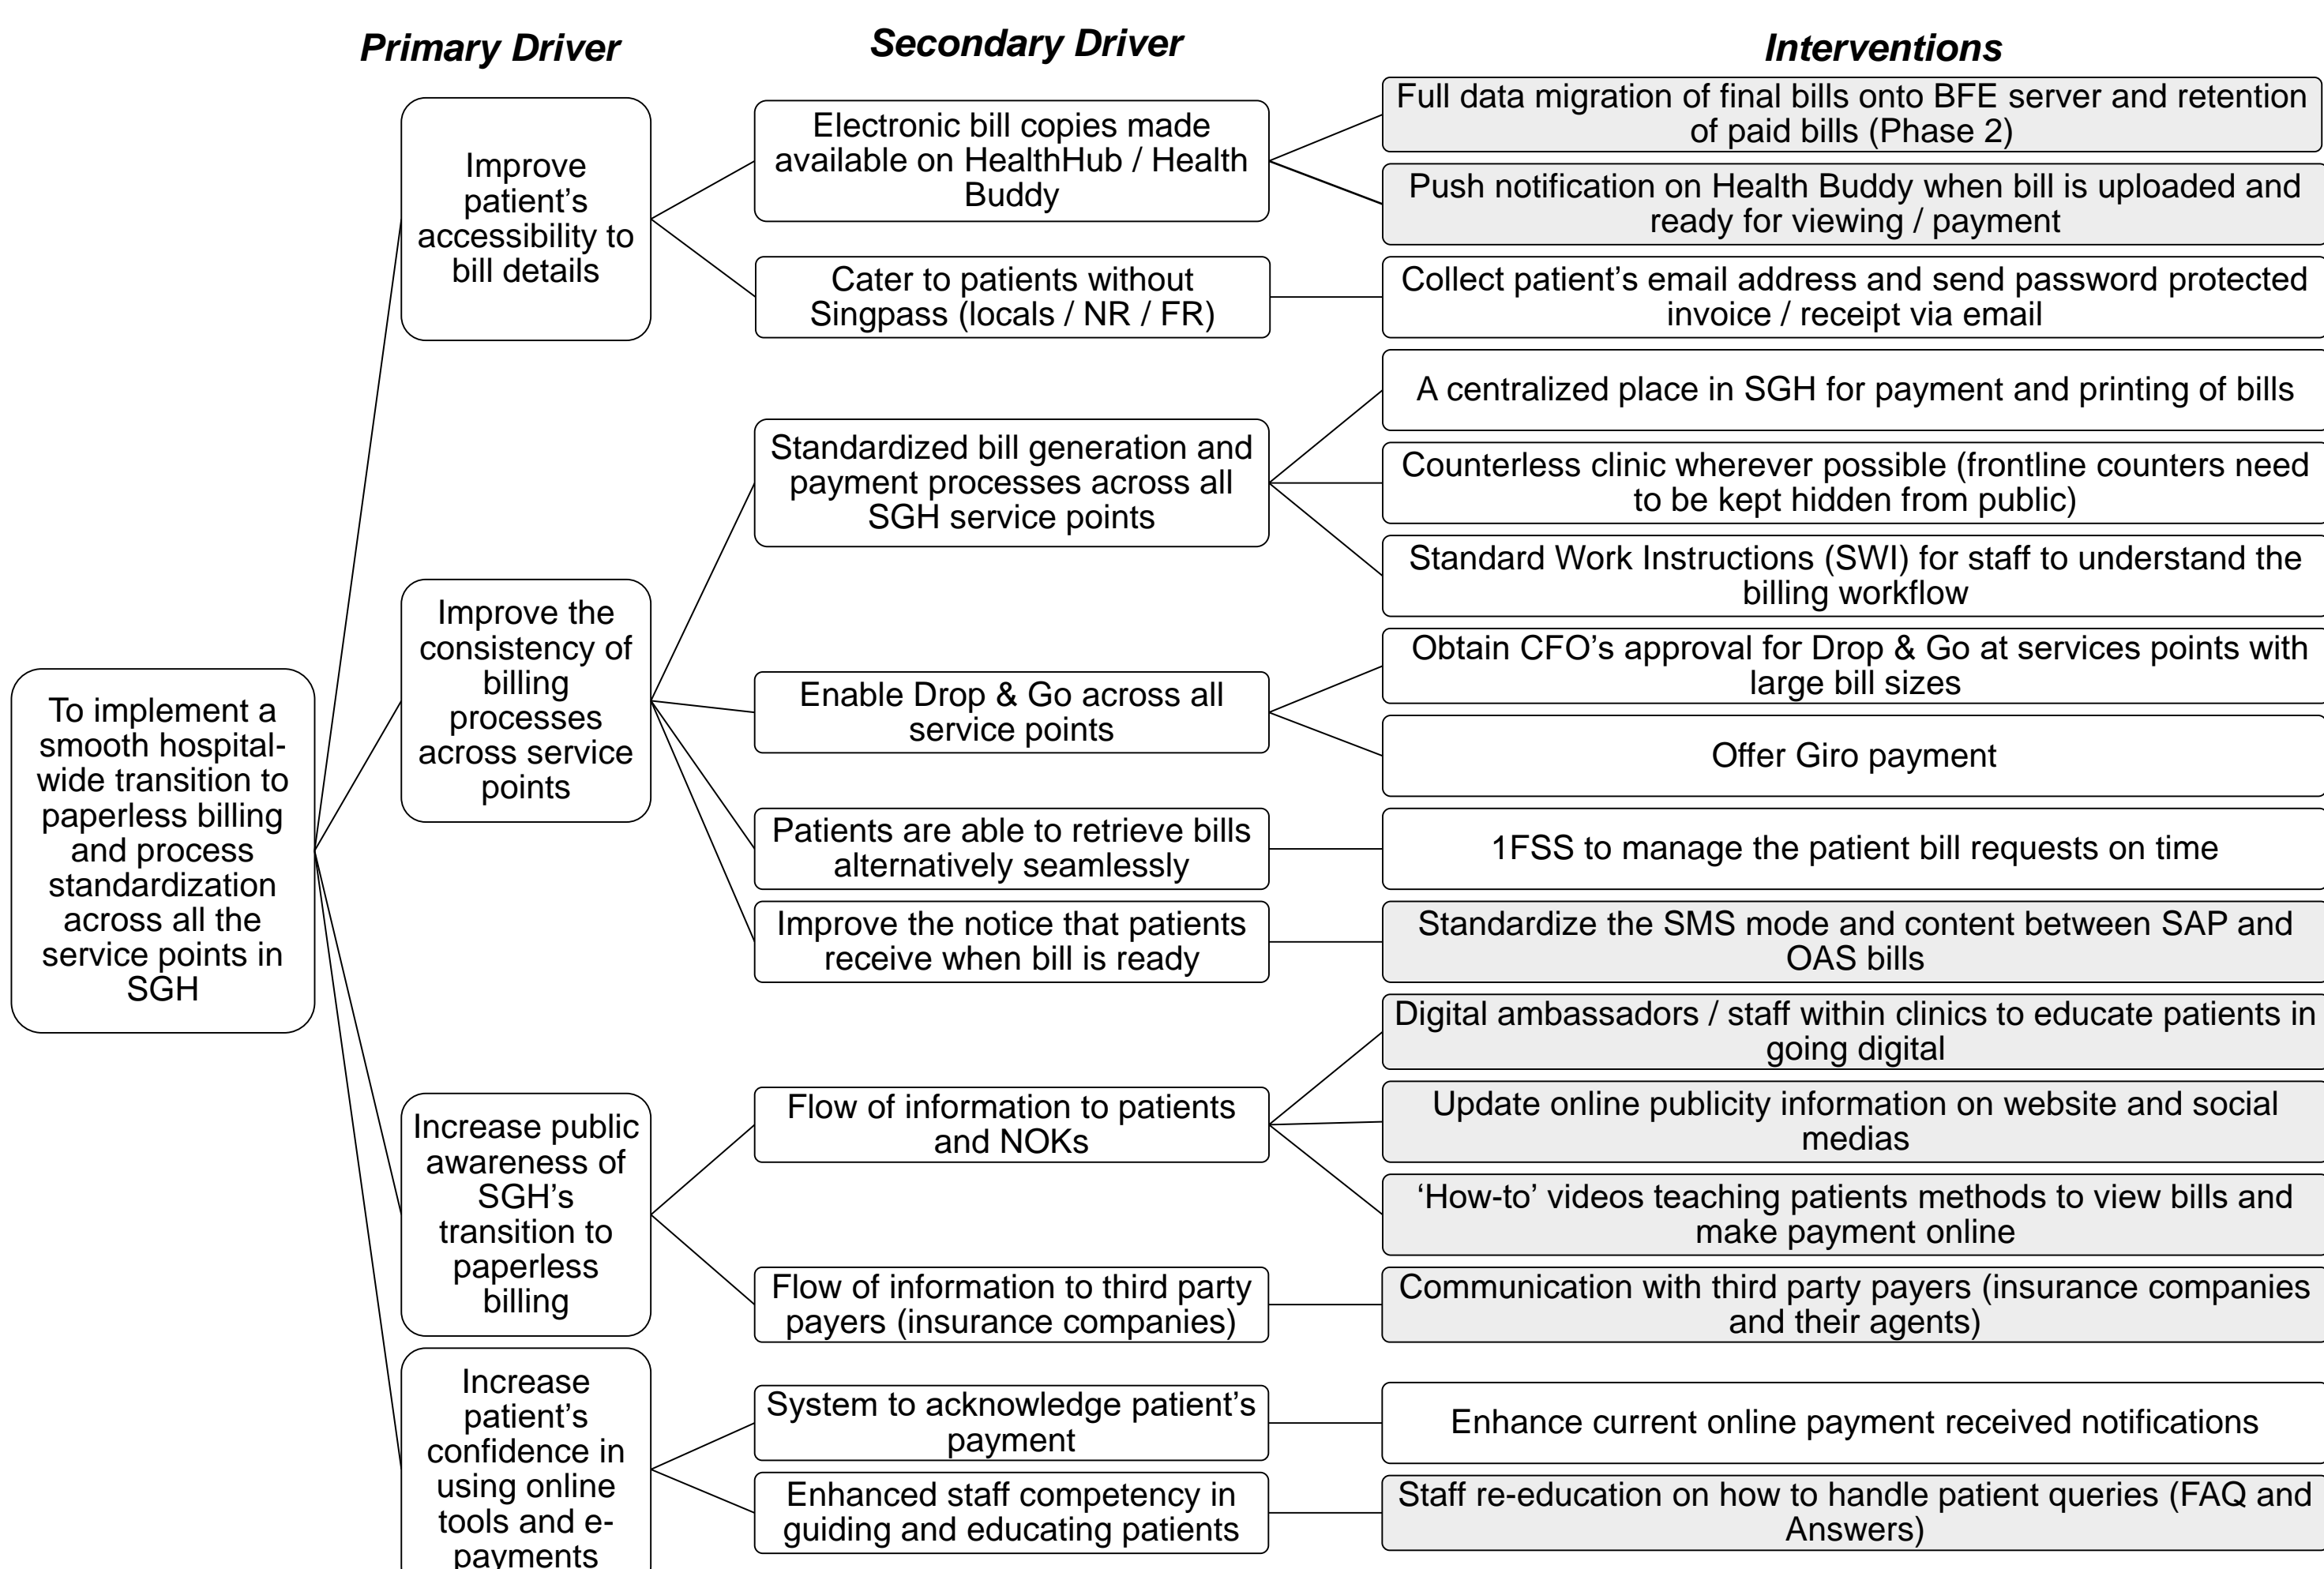 Primary Driver
Secondary Driver
Interventions
To implement a
smooth hospital-
wide transition to
paperless billing
and process
standardization
across all the
service points in
SGH
Improve
patient's
accessibility to
bill details
Electronic bill copies made
available on HealthHub / Health
Buddy
Full data migration of final bills onto BFE server and retention
of paid bills (Phase 2)
Push notification on Health Buddy when bill is uploaded and
ready for viewing / payment
Cater to patients without
Singpass (locals / NR / FR)
Collect patient's email address and send password protected
invoice / receipt via email
Improve the
consistency of
billing
processes
across service
points
Standardized bill generation and
payment processes across all
SGH service points
A centralized place in SGH for payment and printing of bills
Counterless clinic wherever possible (frontline counters need
to be kept hidden from public)
Standard Work Instructions (SWI) for staff to understand the
billing workflow
Enable Drop & Go across all
service points
Obtain CFO's approval for Drop & Go at services points with
large bill sizes
Offer Giro payment
Patients are able to retrieve bills
alternatively seamlessly
1FSS to manage the patient bill requests on time
Improve the notice that patients
receive when bill is ready
Standardize the SMS mode and content between SAP and
OAS bills
Increase public
awareness of
SGH's
transition to
paperless
billing
Flow of information to patients
and NOKs
Digital ambassadors / staff within clinics to educate patients in
going digital
Update online publicity information on website and social
medias
‘How-to’ videos teaching patients methods to view bills and
make payment online
Flow of information to third party
payers (insurance companies)
Communication with third party payers (insurance companies
and their agents)
Increase
patient's
confidence in
using online
tools and e-
payments
System to acknowledge patient's
payment
Enhance current online payment received notifications
Enhanced staff competency in
guiding and educating patients
Staff re-education on how to handle patient queries (FAQ and
Answers)